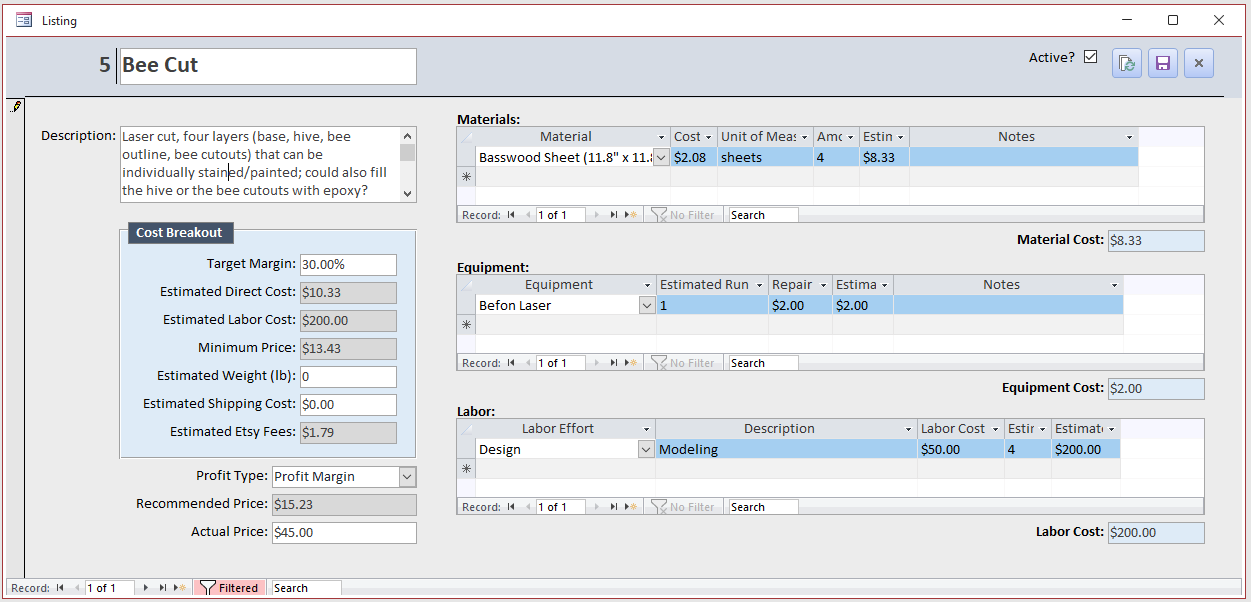 Listing
5 Bee Cut
Active?
Description:
Laser cut, four layers (base, hive, bee
outline, bee cutouts) that can be
individually stained/painted; could also fill
the hive or the bee cutouts with epoxy?
Cost Breakout
Target Margin: 30.00%
Estimated Direct Cost: $10.33
Estimated Labor Cost: $200.00
Minimum Price: $13.43
Estimated Weight (lb): 0
Estimated Shipping Cost: $0.00
Estimated Etsy Fees: $1.79
Profit Type: Profit Margin
Recommended Price: $15.23
Actual Price: $45.00
Materials:
Material Cost Unit of Meas Amc Estin Notes
Basswood Sheet (11.8" x 11.8 $2.08 sheets 4 $8.33
Record: 1 of 1 No Filter Search
Material Cost: $8.33
Equipment:
Equipment Estimated Run Repair Estima Notes
Befon Laser 1 $2.00 $2.00
Record: 1 of 1 No Filter Search
Equipment Cost: $2.00
Labor:
Labor Effort Description Labor Cost Estir Estimate
Design Modeling $50.00 4 $200.00
Record: 1 of 1 No Filter Search
Labor Cost: $200.00
Record: 1 of 1 Filtered Search